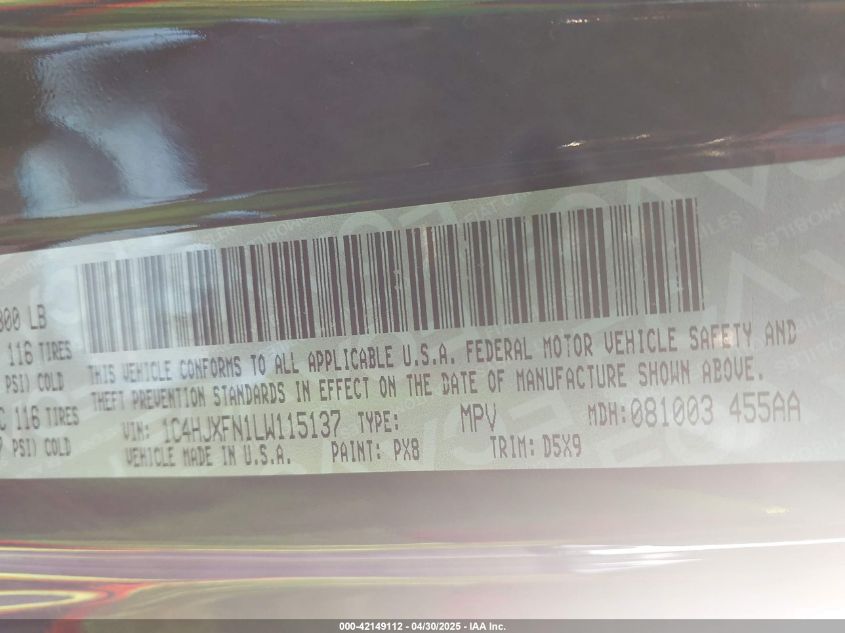 800 LB
116 TIRES
PSI) COLD
C 116 TIRES
PSI) COLD
THIS VEHICLE CONFORMS TO ALL APPLICABLE U.S.A. FEDERAL MOTOR VEHICLE SAFETY AND
THEFT PREVENTION STANDARDS IN EFFECT ON THE DATE OF MANUFACTURE SHOWN ABOVE.
VIN: 1C4HJXFN1LW115137 TYPE: MPV MDH: 081003 455AA
VEHICLE MADE IN U.S.A. PAINT: PX8 TRIM: D5X9
000-42149112 - 04/30/2025 - IAA Inc.